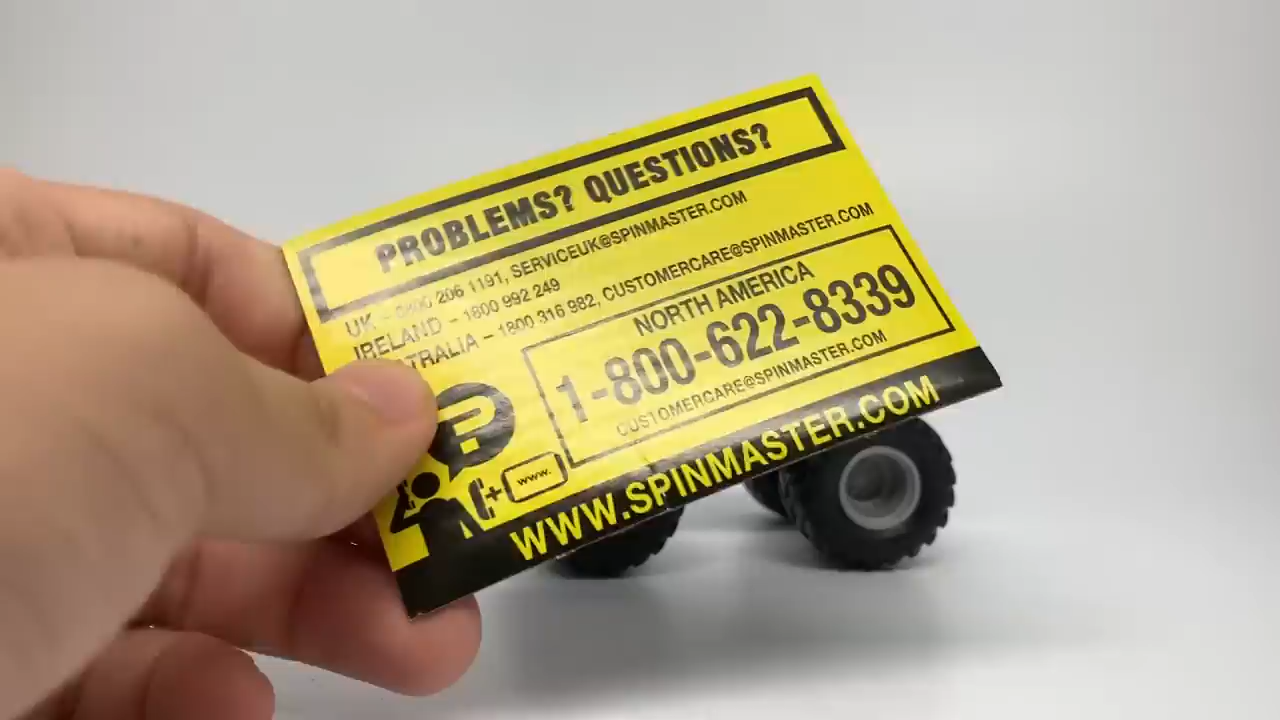 PROBLEMS? QUESTIONS?
UK – 0800 206 1191, SERVICEUK@SPINMASTER.COM
IRELAND – 1800 992 249
TRALIA – 1800 316 982, CUSTOMERCARE@SPINMASTER.COM
NORTH AMERICA
1-800-622-8339
CUSTOMERCARE@SPINMASTER.COM
?
+ www.
WWW.SPINMASTER.COM